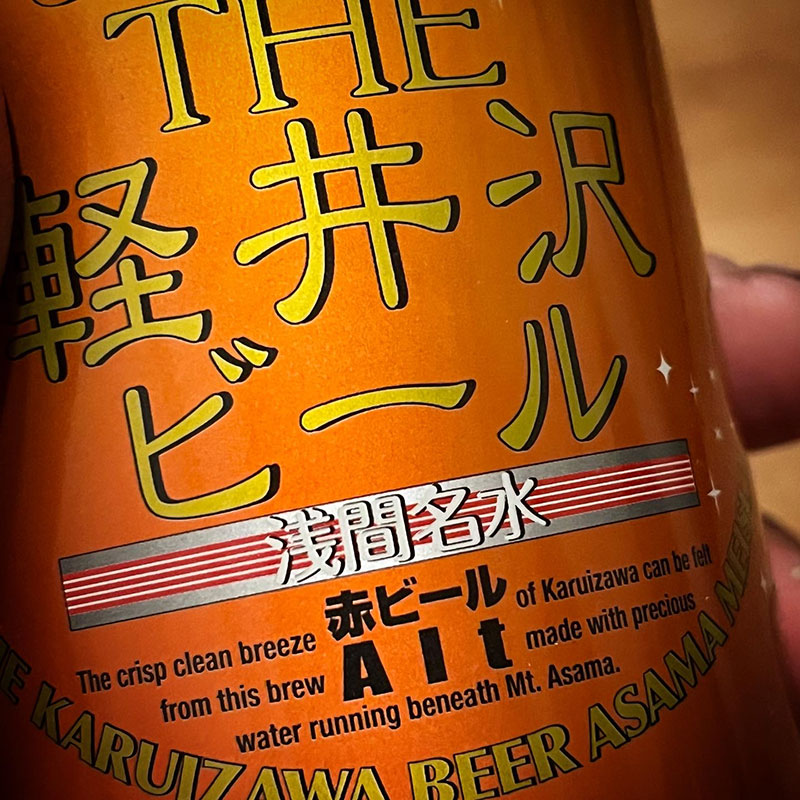 THE
軽井沢
ビール
浅間名水
赤ビール
Alt
The crisp clean breeze of Karuizawa can be felt
from this brew made with precious
water running beneath Mt. Asama.
KARUIZAWA BEER ASAMA